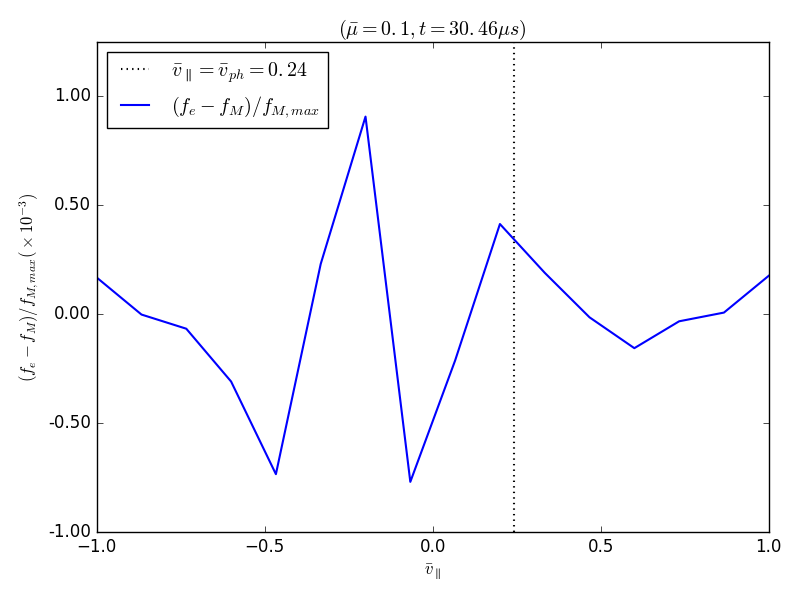 (μ̄ = 0.1, t = 30.46μs)
v̄∥ = v̄ph = 0.24
(fe − fM)/fM,max
(fe − fM)/fM,max(×10⁻³)
1.00
0.50
0.00
-0.50
-1.00
−1.0 −0.5 0.0 0.5 1.0
v̄∥